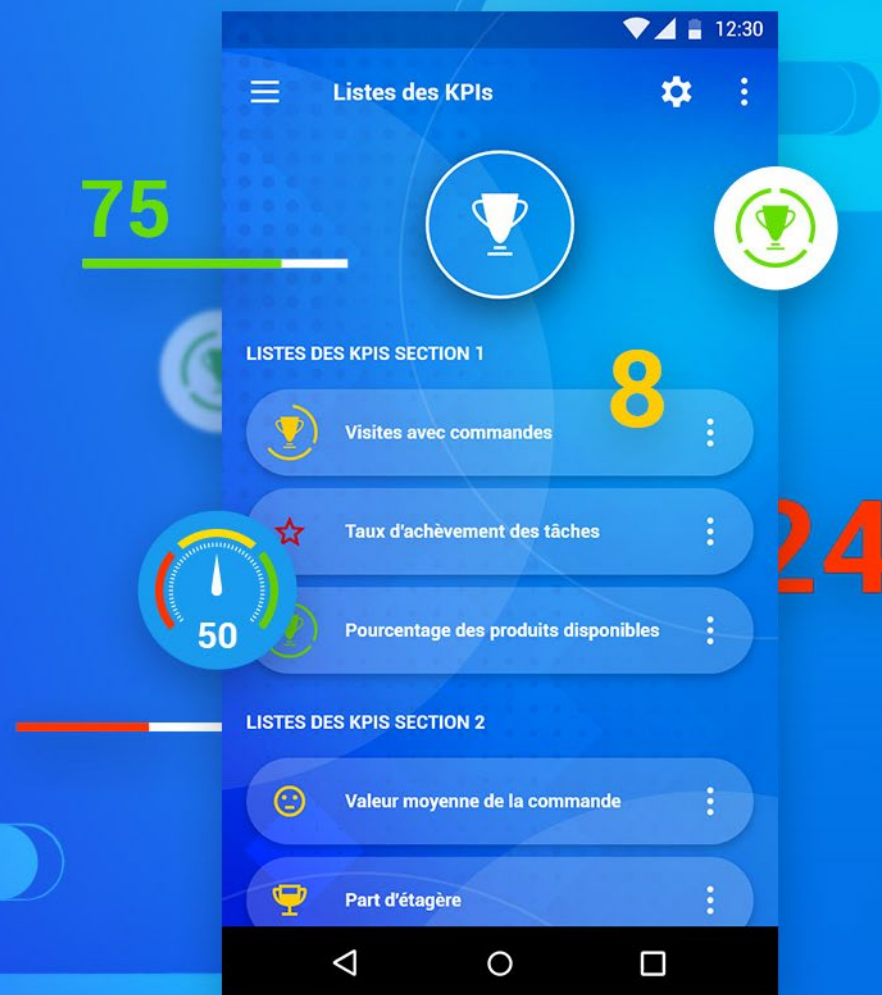 12:30
Listes des KPIs
75
LISTES DES KPIS SECTION 1
8
Visites avec commandes
Taux d'achèvement des tâches
24
50
Pourcentage des produits disponibles
LISTES DES KPIS SECTION 2
Valeur moyenne de la commande
Part d'étagère